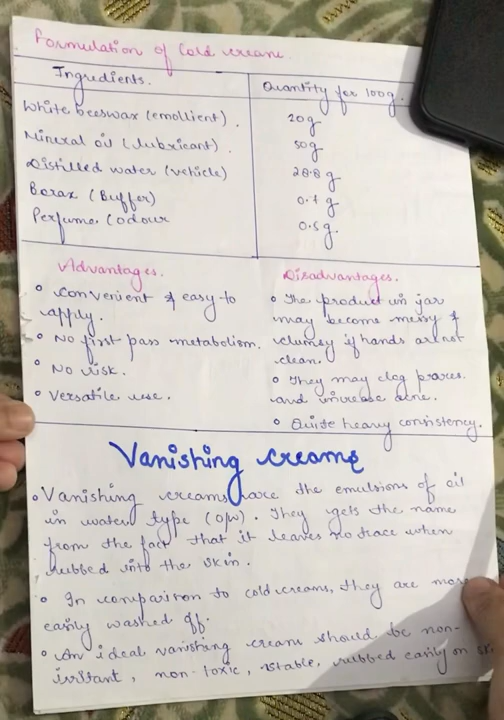 Formulation of Cold cream.
Ingredients.
Quantity for 100g.
White beeswax (emollient).
20g
Mineral oil (lubricant).
50g
Distilled water (vehicle)
28.8 g
Borax (Buffer)
0.7 g
Perfume (odour
0.5g.
Advantages.
• Convenient & easy to
apply.
• No first pass metabolism.
• No risk.
• Versatile use.
Disadvantages.
• The product in jar
may become messy &
clumsy if hands are not
clean.
• They may clog
and increase acne.
• Quite heavy consistency.
Vanishing creams
• Vanishing creams are the emulsions of oil
in water type (o/w). They gets the name
from the fact that it leaves no trace when
rubbed into the skin.
• In comparison to cold creams, they are more
easily washed off.
• An ideal vanishing cream should be non-
irritant, non-toxic, stable, rubbed easily on